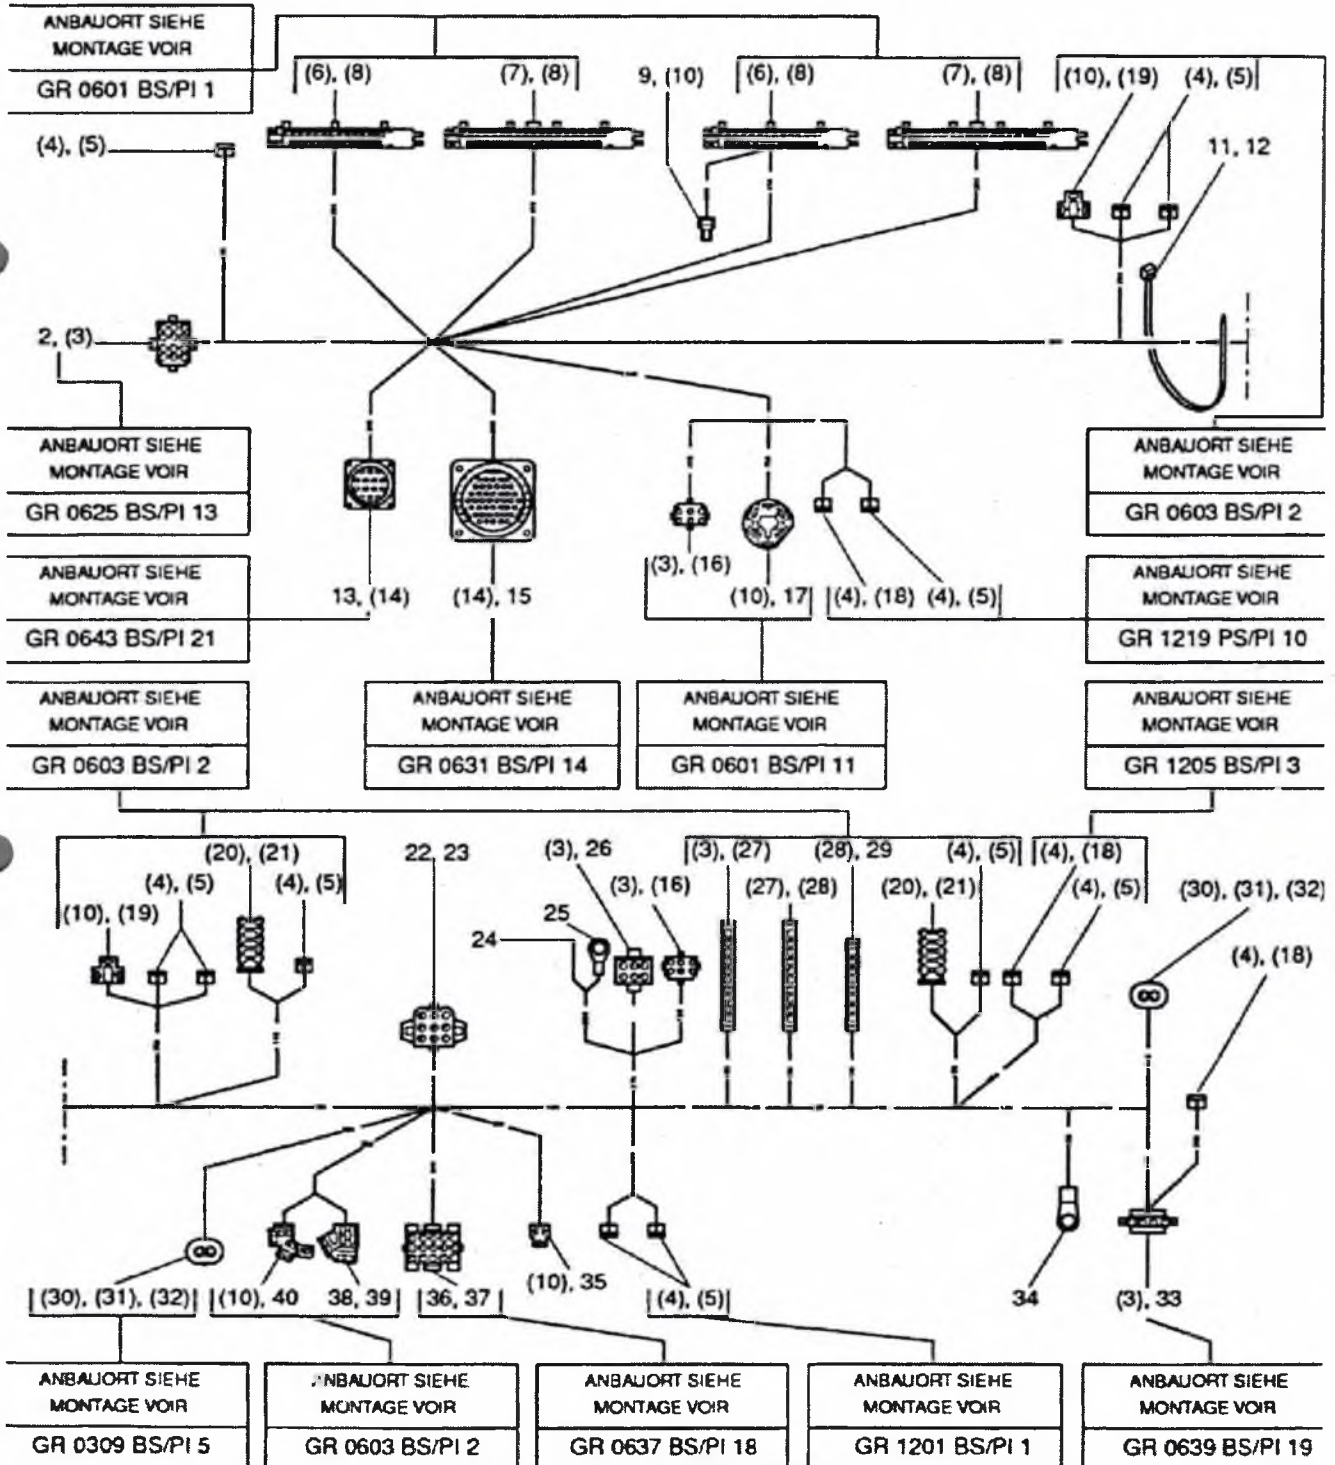 ANBAUORT SIEHE
MONTAGE VOIR
GR 0601 BS/PI 1
(6), (8)
(7), (8)
9, (10)
(6), (8)
(7), (8)
(10), (19)
(4), (5)
(4), (5)
11, 12
2, (3)
ANBAUORT SIEHE
MONTAGE VOIR
GR 0625 BS/PI 13
ANBAUORT SIEHE
MONTAGE VOIR
GR 0603 BS/PI 2
(3), (16)
ANBAUORT SIEHE
MONTAGE VOIR
GR 0643 BS/PI 21
13, (14)
(14), 15
(10), 17
(4), (18)
(4), (5)
ANBAUORT SIEHE
MONTAGE VOIR
GR 1219 PS/PI 10
ANBAUORT SIEHE
MONTAGE VOIR
GR 0603 BS/PI 2
ANBAUORT SIEHE
MONTAGE VOIR
GR 0631 BS/PI 14
ANBAUORT SIEHE
MONTAGE VOIR
GR 0601 BS/PI 11
ANBAUORT SIEHE
MONTAGE VOIR
GR 1205 BS/PI 3
(20), (21)
22, 23
(3), 26
(3), (27)
(28), 29
(4), (5)
(4), (18)
(4), (5)
(4), (5)
(3), (16)
(27), (28)
(20), (21)
(4), (5)
(30), (31), (32)
(10), (19)
25
24
(4), (18)
(10), 35
(30), (31), (32)
(10), 40
38, 39
36, 37
(4), (5)
34
(3), 33
ANBAUORT SIEHE
MONTAGE VOIR
GR 0309 BS/PI 5
ANBAUORT SIEHE
MONTAGE VOIR
GR 0603 BS/PI 2
ANBAUORT SIEHE
MONTAGE VOIR
GR 0637 BS/PI 18
ANBAUORT SIEHE
MONTAGE VOIR
GR 1201 BS/PI 1
ANBAUORT SIEHE
MONTAGE VOIR
GR 0639 BS/PI 19